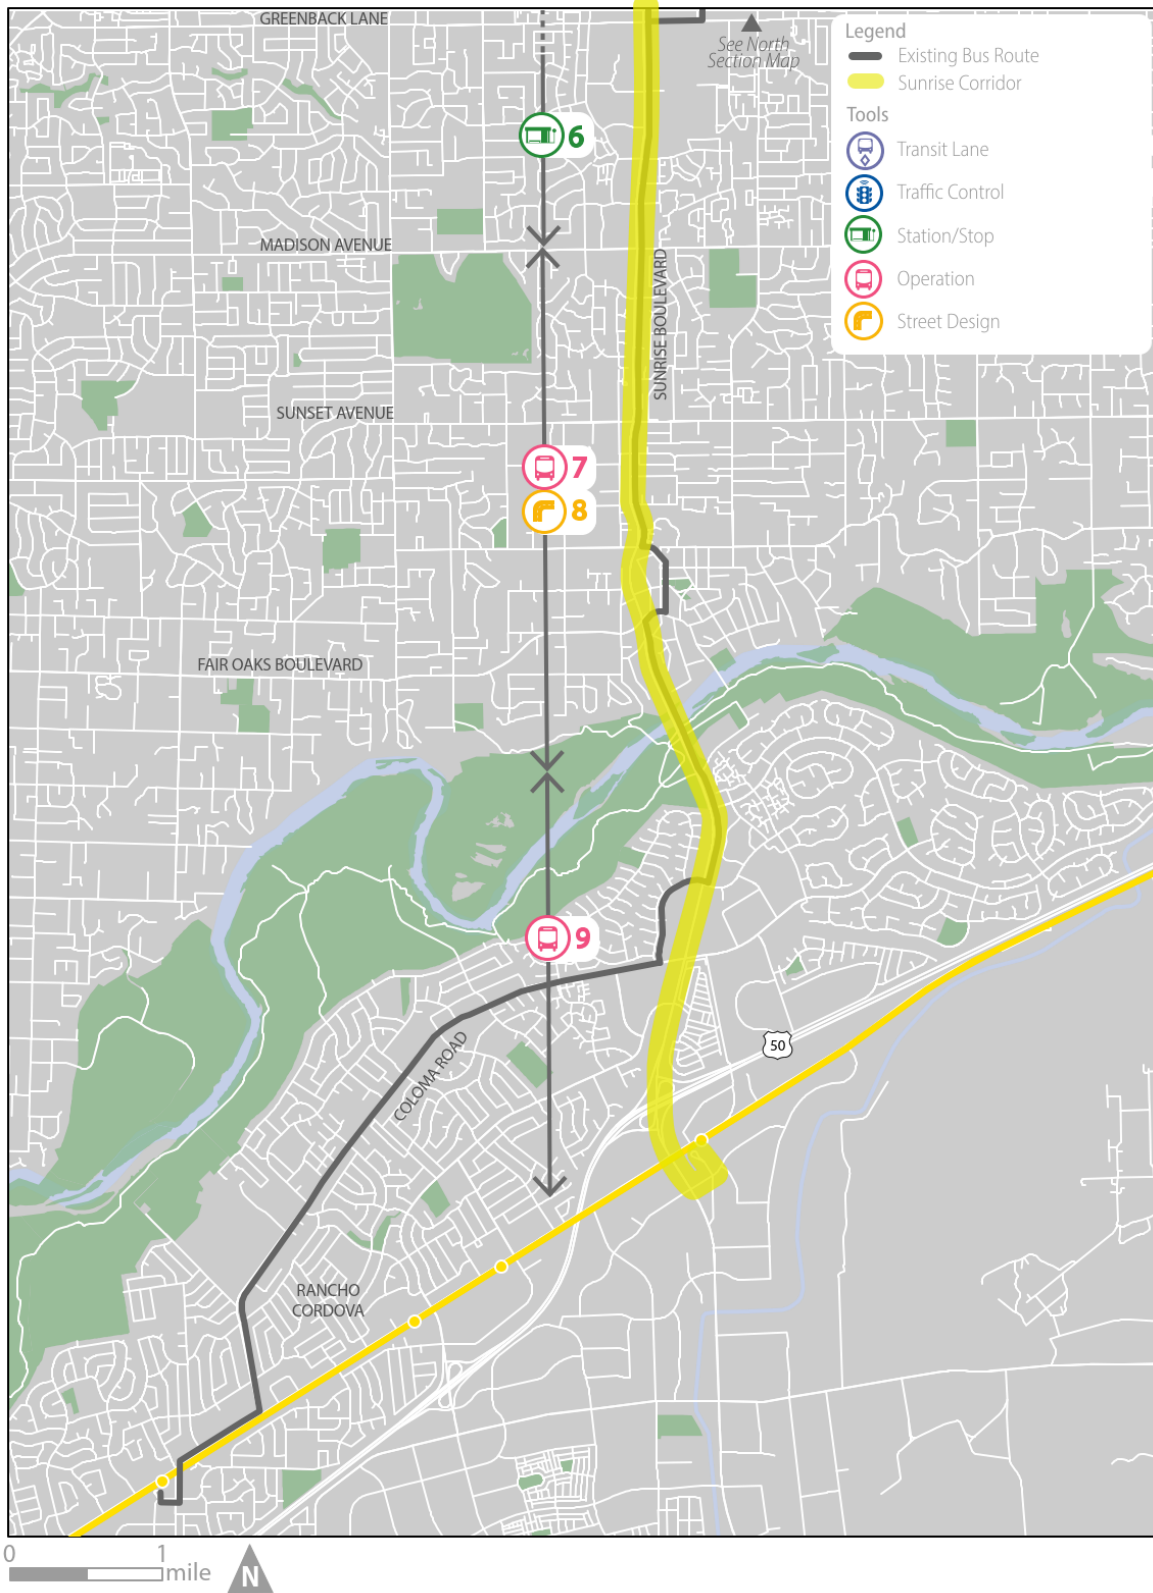 GREENBACK LANE
See North
Section Map
Legend
Existing Bus Route
Sunrise Corridor
Tools
Transit Lane
Traffic Control
Station/Stop
Operation
Street Design
6
MADISON AVENUE
SUNRISE BOULEVARD
SUNSET AVENUE
7
8
FAIR OAKS BOULEVARD
9
COLOMA ROAD
50
RANCHO
CORDOVA
0 1
mile
N